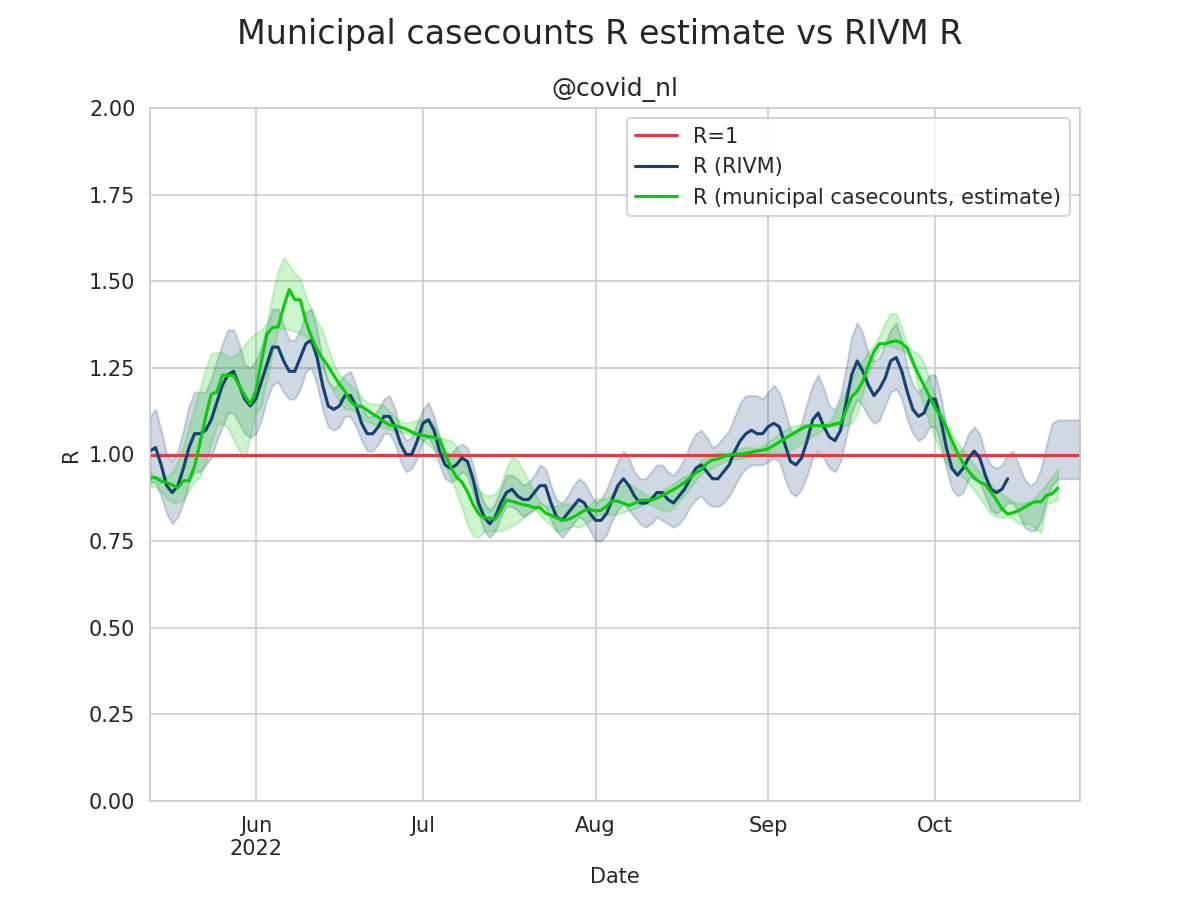 Municipal casecounts R estimate vs RIVM R
@covid_nl
2.00
1.75
1.50
1.25
1.00
0.75
0.50
0.25
0.00
R
R=1
R (RIVM)
R (municipal casecounts, estimate)
Jun
2022
Jul
Aug
Sep
Oct
Date